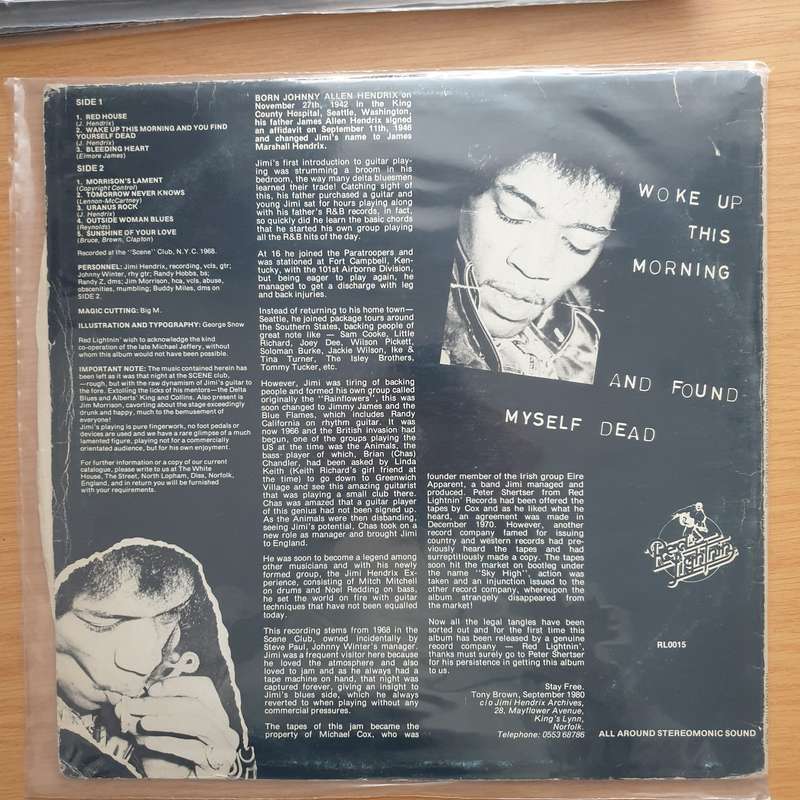 SIDE 1
1. RED HOUSE
(J. Hendrix)
2. WAKE UP THIS MORNING AND YOU FIND
YOURSELF DEAD
(J. Hendrix)
3. BLEEDING HEART
(Elmore James)
SIDE 2
1. MORRISON'S LAMENT
(Copyright Control)
2. TOMORROW NEVER KNOWS
(Lennon-McCartney)
3. URANUS ROCK
(J. Hendrix)
4. OUTSIDE WOMAN BLUES
(Reynolds)
5. SUNSHINE OF YOUR LOVE
(Bruce, Brown, Clapton)
Recorded at the "Scene" Club, N.Y.C. 1968.
PERSONNEL: Jimi Hendrix, recording, vcls, gtr;
Johnny Winter, rhy gtr; Randy Hobbs, bs;
Randy Z, dms; Jim Morrison, hca, vcls, abuse,
obscenities, mumbling; Buddy Miles, dms on
SIDE 2.
MAGIC CUTTING: Big M.
ILLUSTRATION AND TYPOGRAPHY: George Snow
Red Lightnin' wish to acknowledge the kind
co-operation of the late Michael Jeffery, without
whom this album would not have been possible.
IMPORTANT NOTE: The music contained herein has
been left as it was that night at the SCENE club,
—rough, but with the raw dynamism of Jimi's guitar to
the fore. Extolling the licks of his mentors—the Delta
Blues and Alberts' King and Collins. Also present is
Jim Morrison, cavorting about the stage exceedingly
drunk and happy, much to the bemusement of
everyone!
Jimi's playing is pure fingerwork, no foot pedals or
devices are used and we have a rare glimpse of a much
lamented figure, playing not for a commercially
orientated audience, but for his own enjoyment.
For further information or a copy of our current
catalogue, please write to us at The White
House, The Street, North Lopham, Diss, Norfolk,
England, and in return you will be furnished
with your requirements.
BORN JOHNNY ALLEN HENDRIX on
November 27th, 1942 in the King
County Hospital, Seattle, Washington,
his father James Allen Hendrix signed
an affidavit on September 11th, 1946
and changed Jimi's name to James
Marshall Hendrix.
Jimi's first introduction to guitar play-
ing was strumming a broom in his
bedroom, the way many delta bluesmen
learned their trade! Catching sight of
this, his father purchased a guitar and
young Jimi sat for hours playing along
with his father's R&B records, in fact,
so quickly did he learn the basic chords
that he started his own group playing
all the R&B hits of the day.
At 16 he joined the Paratroopers and
was stationed at Fort Campbell, Ken-
tucky, with the 101st Airborne Division,
but being eager to play again, he
managed to get a discharge with leg
and back injuries.
Instead of returning to his home town—
Seattle, he joined package tours around
the Southern States, backing people of
great note like — Sam Cooke, Little
Richard, Joey Dee, Wilson Pickett,
Soloman Burke, Jackie Wilson, Ike &
Tina Turner, The Isley Brothers,
Tommy Tucker, etc.
However, Jimi was tiring of backing
people and formed his own group called
originally the "Rainflowers", this was
soon changed to Jimmy James and the
Blue Flames, which includes Randy
California on rhythm guitar. It was
now 1966 and the British invasion had
begun, one of the groups playing the
US at the time was the Animals, the
bass player of which, Brian (Chas)
Chandler, had been asked by Linda
Keith (Keith Richard's girl friend at
the time) to go down to Greenwich
Village and see this amazing guitarist
that was playing a small club there.
Chas was amazed that a guitar player
of this genius had not been signed up.
As the Animals were then disbanding,
seeing Jimi's potential, Chas took on a
new role as manager and brought Jimi
to England.
He was soon to become a legend among
other musicians and with his newly
formed group, the Jimi Hendrix Ex-
perience, consisting of Mitch Mitchell
on drums and Noel Redding on bass,
he set the world on fire with guitar
techniques that have not been equalled
today.
This recording stems from 1968 in the
Scene Club, owned incidentally by
Steve Paul, Johnny Winter's manager.
Jimi was a frequent visitor here because
he loved the atmosphere and also
loved to jam and as he always had a
tape machine on hand, that night was
captured forever, giving an insight to
Jimi's blues side, which he always
reverted to when playing without any
commercial pressures.
The tapes of this jam became the
property of Michael Cox, who was
founder member of the Irish group Eire
Apparent, a band Jimi managed and
produced. Peter Shertser from Red
Lightnin' Records had been offered the
tapes by Cox and as he liked what he
heard, an agreement was made in
December 1970. However, another
record company famed for issuing
country and western records had pre-
viously heard the tapes and had
surreptitiously made a copy. The tapes
soon hit the market on bootleg under
the name "Sky High", action was
taken and an injunction issued to the
other record company, whereupon the
album strangely disappeared from
the market!
Now all the legal tangles have been
sorted out and for the first time this
album has been released by a genuine
record company — Red Lightnin',
thanks must surely go to Peter Shertser
for his persistence in getting this album
to us.
Stay Free.
Tony Brown, September 1980
c/o Jimi Hendrix Archives,
28, Mayflower Avenue,
King's Lynn,
Norfolk.
Telephone: 0553 68786
WOKE UP
THIS
MORNING
AND FOUND
MYSELF DEAD
Red Lightnin'
RL0015
ALL AROUND STEREOMONIC SOUND